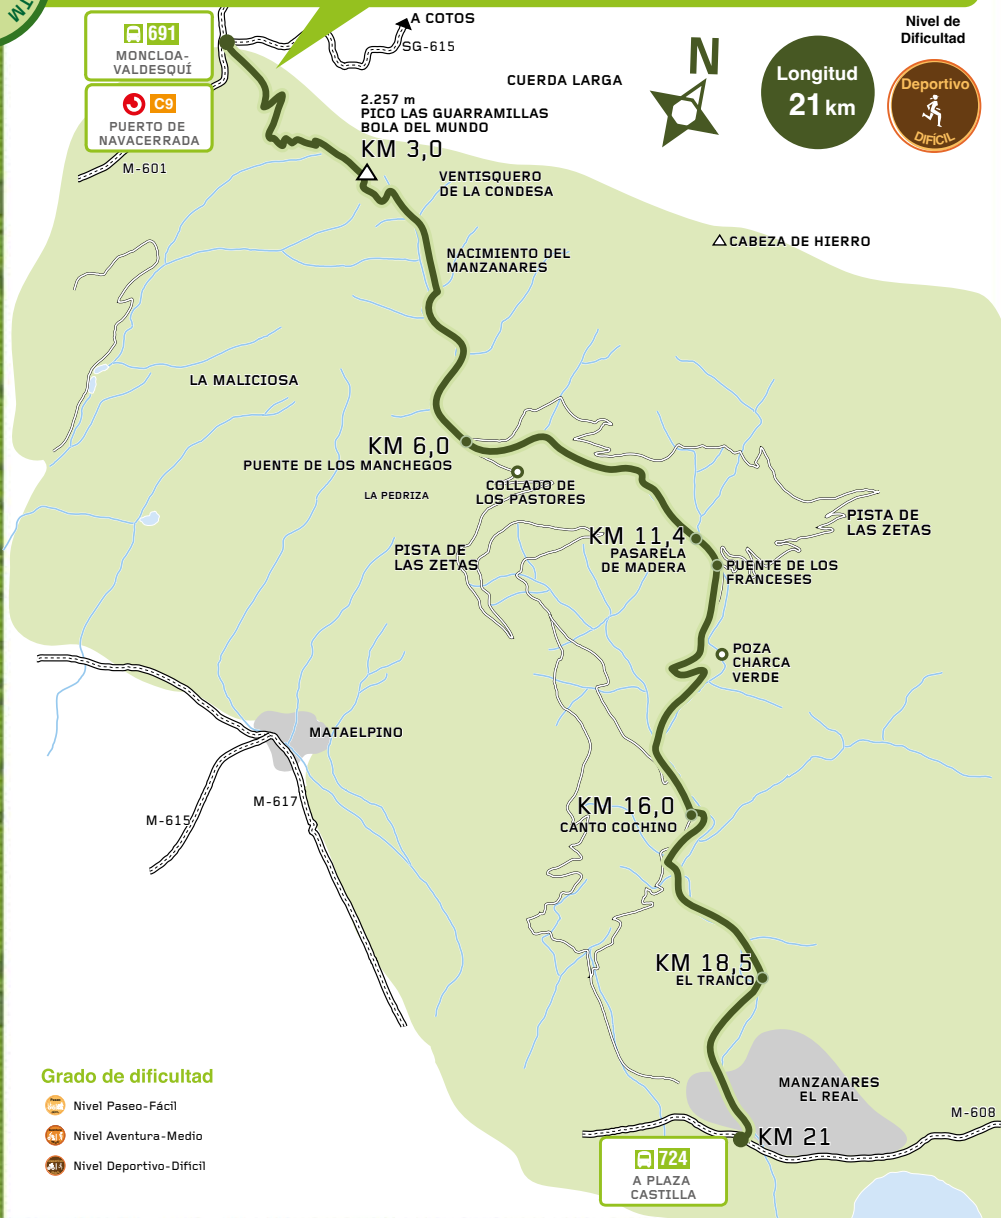 TM
691
MONCLOA-
VALDESQUÍ
C9
PUERTO DE
NAVACERRADA
M-601
A COTOS
SG-615
CUERDA LARGA
2.257 m
PICO LAS GUARRAMILLAS
BOLA DEL MUNDO
KM 3,0
N
Longitud
21 km
Nivel de
Dificultad
Deportivo
DIFÍCIL
VENTISQUERO
DE LA CONDESA
CABEZA DE HIERRO
NACIMIENTO DEL
MANZANARES
LA MALICIOSA
KM 6,0
PUENTE DE LOS MANCHEGOS
COLLADO DE
LOS PASTORES
LA PEDRIZA
PISTA DE
LAS ZETAS
KM 11,4
PASARELA
DE MADERA
PISTA DE
LAS ZETAS
PUENTE DE LOS
FRANCESES
POZA
CHARCA
VERDE
MATAELPINO
M-617
M-615
KM 16,0
CANTO COCHINO
KM 18,5
EL TRANCO
MANZANARES
EL REAL
M-608
KM 21
724
A PLAZA
CASTILLA
Grado de dificultad
Nivel Paseo-Fácil
Nivel Aventura-Medio
Nivel Deportivo-Difícil